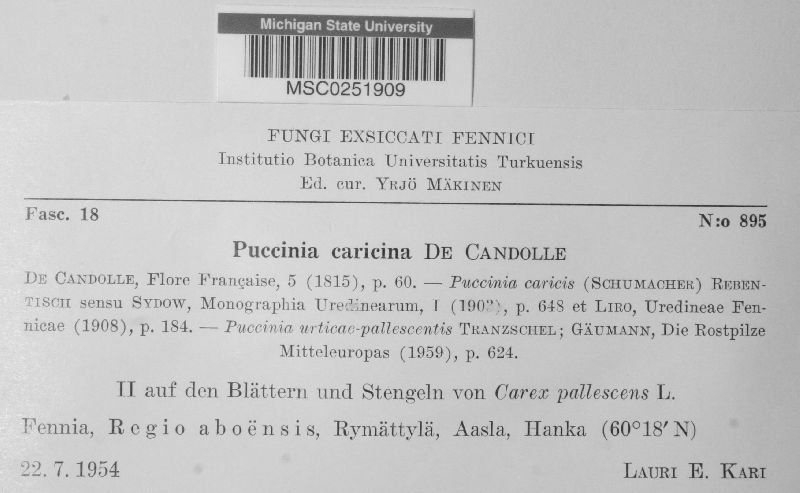 Michigan State University
MSC0251909
FUNGI EXSICCATI FENNICI
Institutio Botanica Universitatis Turkuensis
Ed. cur. YRJÖ MÄKINEN
Fasc. 18
N:o 895
Puccinia caricina DE CANDOLLE
DE CANDOLLE, Flore Française, 5 (1815), p. 60. — Puccinia caricis (SCHUMACHER) REBEN-
TISCH sensu SYDOW, Monographia Uredinearum, I (1902), p. 648 et LIRO, Uredineae Fen-
nicae (1908), p. 184. — Puccinia urticae-pallescentis TRANZSCHEL; GÄUMANN, Die Rostpilze
Mitteleuropas (1959), p. 624.
II auf den Blättern und Stengeln von Carex pallescens L.
Fennia, Regio aboënsis, Rymättylä, Aasla, Hanka (60°18′ N)
22. 7. 1954
LAURI E. KARI